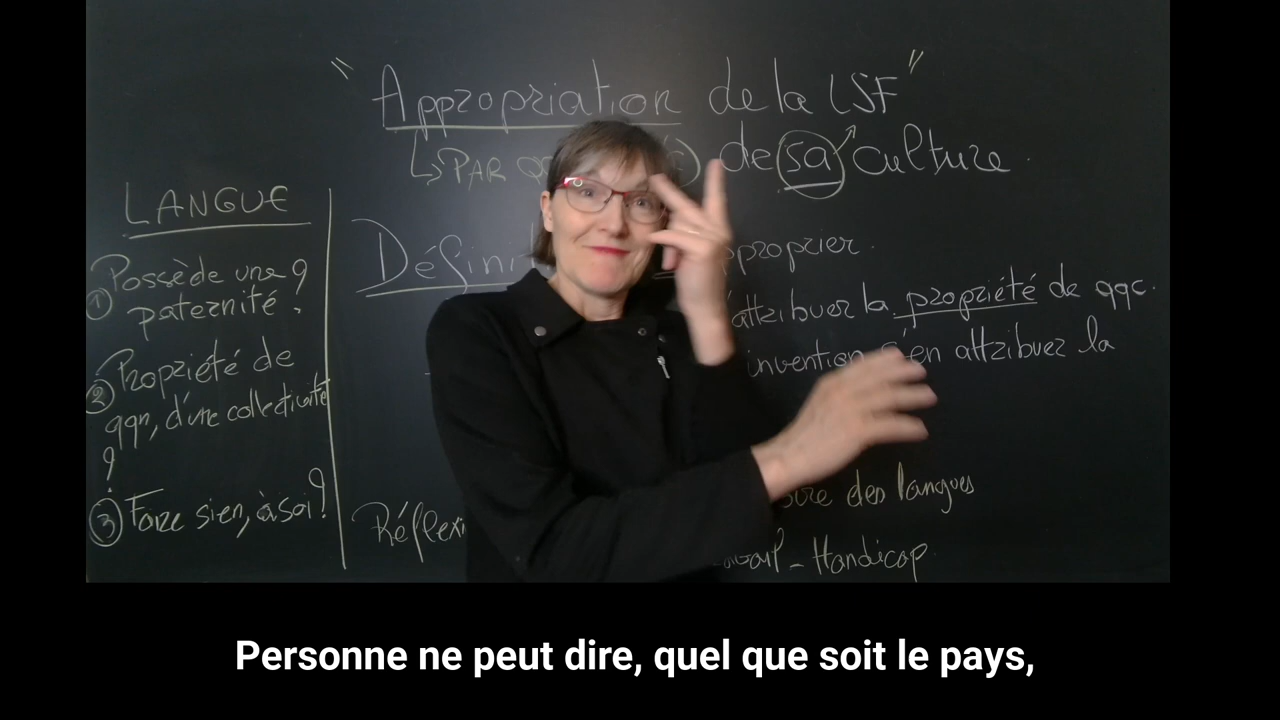 "Appropriation de la LSF"
↳ PAR de sa culture.
LANGUE
① Possède une
paternité ?
② Propriété de
qqn, d'une collectivité
?
③ Faire sien, à soi ?
approprier.
attribuer la propriété de qqc.
invention s'en attribuer la
des langues
Handicap
Personne ne peut dire, quel que soit le pays,